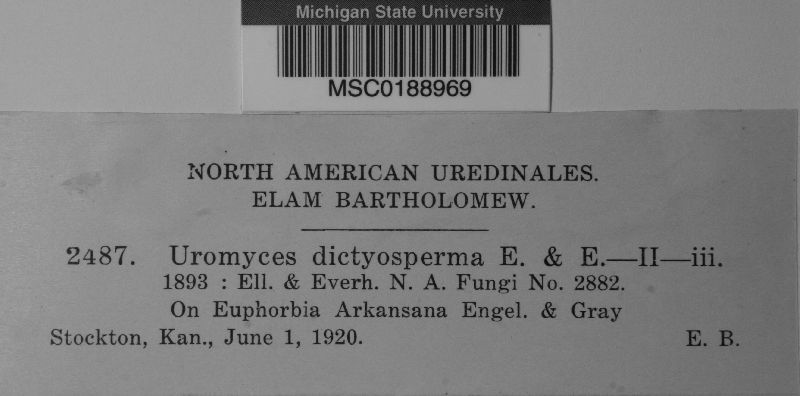 Michigan State University
MSC0188969
NORTH AMERICAN UREDINALES.
ELAM BARTHOLOMEW.
2487. Uromyces dictyosperma E. & E.—II—iii.
1893 : Ell. & Everh. N. A. Fungi No. 2882.
On Euphorbia Arkansana Engel. & Gray
Stockton, Kan., June 1, 1920. E. B.